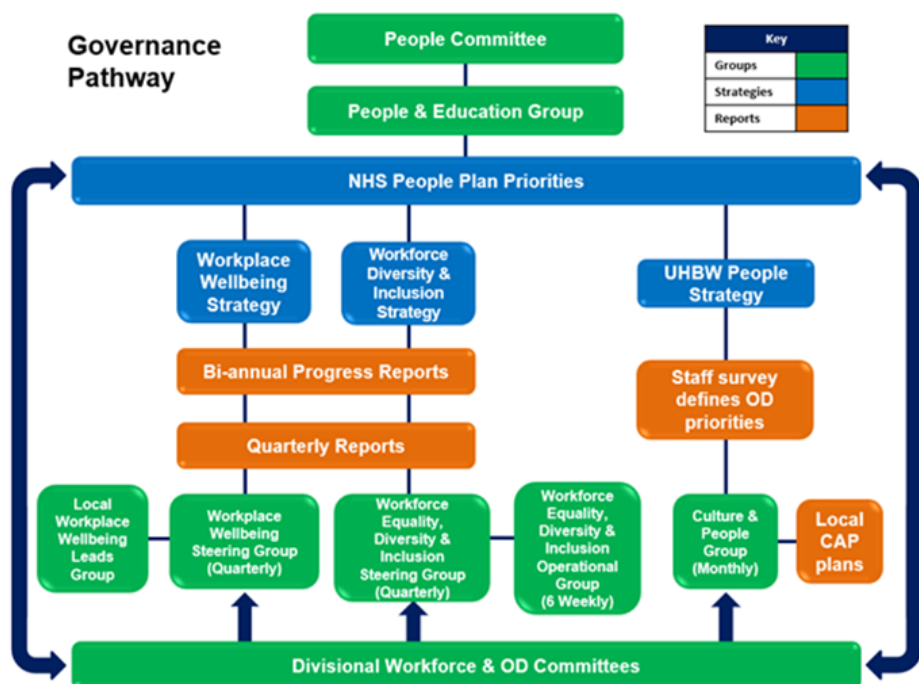 Governance
Pathway
People Committee
Key
Groups
Strategies
Reports
People & Education Group
NHS People Plan Priorities
Workplace
Wellbeing
Strategy
Workforce
Diversity &
Inclusion
Strategy
UHBW People
Strategy
Bi-annual Progress Reports
Staff survey
defines OD
priorities
Quarterly Reports
Local
Workplace
Wellbeing
Leads
Group
Workplace
Wellbeing
Steering Group
(Quarterly)
Workforce
Equality,
Diversity &
Inclusion
Steering Group
(Quarterly)
Workforce
Equality,
Diversity &
Inclusion
Operational
Group
(6 Weekly)
Culture &
People
Group
(Monthly)
Local
CAP
plans
Divisional Workforce & OD Committees